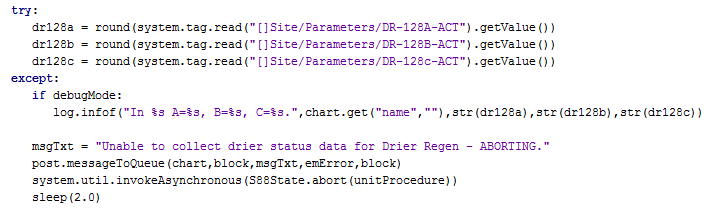 try:
dr128a = round(system.tag.read("[]Site/Parameters/DR-128A-ACT").getValue())
dr128b = round(system.tag.read("[]Site/Parameters/DR-128B-ACT").getValue())
dr128c = round(system.tag.read("[]Site/Parameters/DR-128c-ACT").getValue())
except:
if debugMode:
log.infof("In %s A=%s, B=%s, C=%s.",chart.get("name",""),str(dr128a),str(dr128b),str(dr128c))
msgTxt = "Unable to collect drier status data for Drier Regen - ABORTING."
post.messageToQueue(chart,block,msgTxt,emError,block)
system.util.invokeAsynchronous(S88State.abort(unitProcedure))
sleep(2.0)